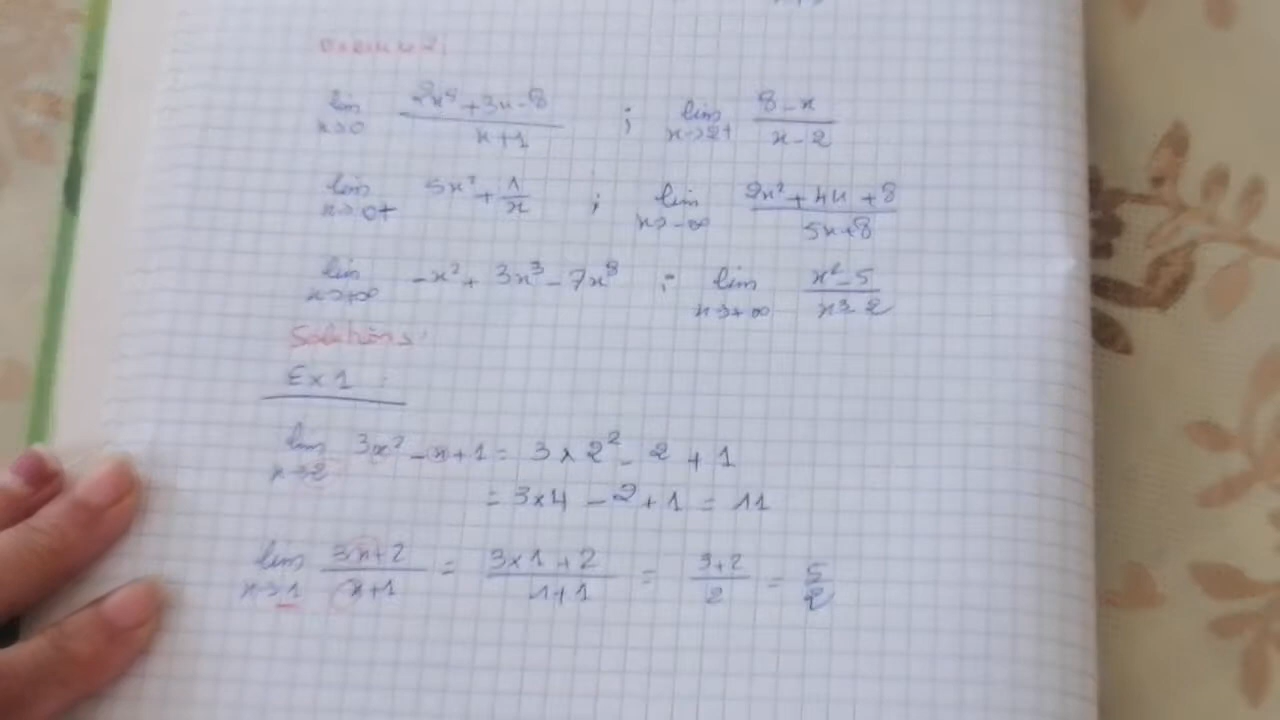 lim x→0 (2x⁸ + 3x - 8)/(x + 1) ; lim x→2+ (8 - x)/(x - 2)
lim x→0+ 5x² + 1/x ; lim x→-∞ (2x² + 4x + 8)/(5x + 8)
lim x→+∞ -x² + 3x³ - 7x⁸ ; lim x→+∞ (x² - 5)/(x³ - 2)
Solutions:
Ex 1 :
lim x→2 3x² - x + 1 = 3 × 2² - 2 + 1
= 3×4 - 2 + 1 = 11
lim x→1 (3x+2)/(x+1) = (3×1+2)/(1+1) = (3+2)/2 = 5/2